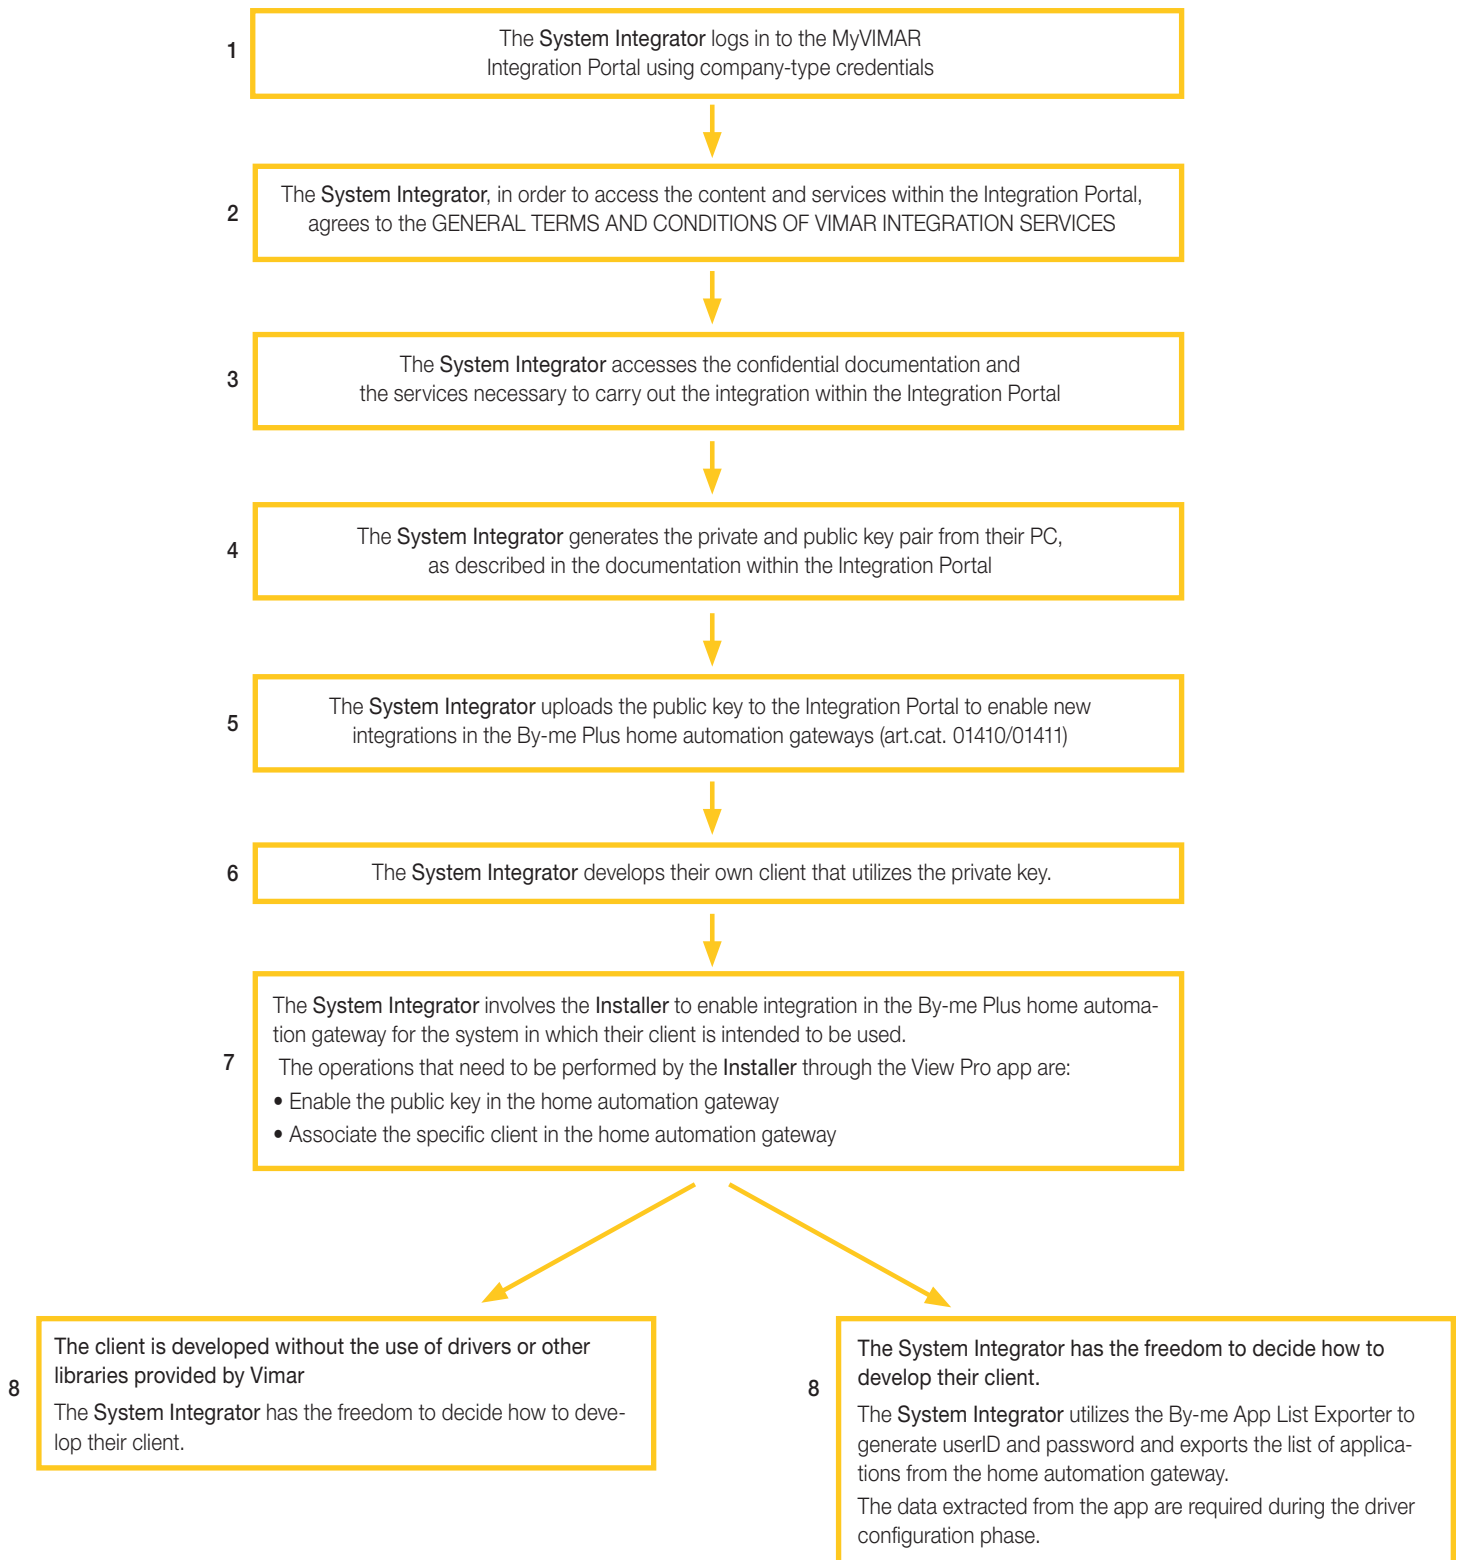 1
The System Integrator logs in to the MyVIMAR
Integration Portal using company-type credentials
2
The System Integrator, in order to access the content and services within the Integration Portal,
agrees to the GENERAL TERMS AND CONDITIONS OF VIMAR INTEGRATION SERVICES
3
The System Integrator accesses the confidential documentation and
the services necessary to carry out the integration within the Integration Portal
4
The System Integrator generates the private and public key pair from their PC,
as described in the documentation within the Integration Portal
5
The System Integrator uploads the public key to the Integration Portal to enable new
integrations in the By-me Plus home automation gateways (art.cat. 01410/01411)
6
The System Integrator develops their own client that utilizes the private key.
7
The System Integrator involves the Installer to enable integration in the By-me Plus home automa-
tion gateway for the system in which their client is intended to be used.
The operations that need to be performed by the Installer through the View Pro app are:
• Enable the public key in the home automation gateway
• Associate the specific client in the home automation gateway
8
The client is developed without the use of drivers or other
libraries provided by Vimar
The System Integrator has the freedom to decide how to deve-
lop their client.
8
The System Integrator has the freedom to decide how to
develop their client.
The System Integrator utilizes the By-me App List Exporter to
generate userID and password and exports the list of applica-
tions from the home automation gateway.
The data extracted from the app are required during the driver
configuration phase.